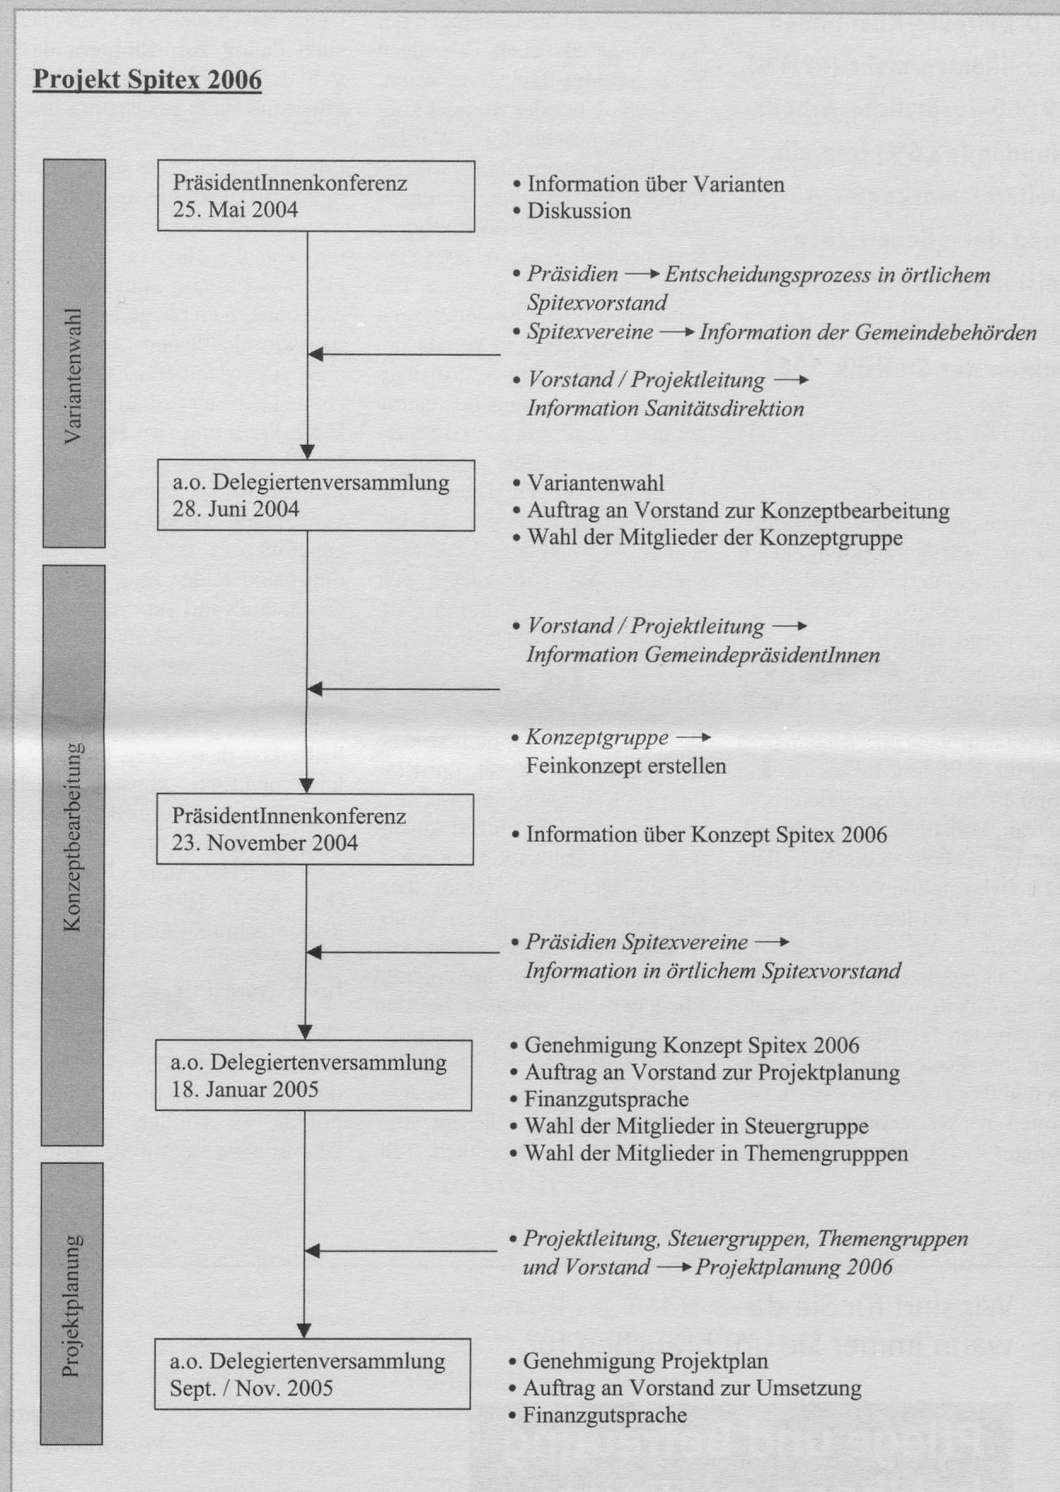 Projekt Spitex 2006
Variantenwahl
PräsidentInnenkonferenz
25. Mai 2004
• Information über Varianten
• Diskussion
• Präsidien → Entscheidungsprozess in örtlichem
Spitexvorstand
• Spitexvereine → Information der Gemeindebehörden
• Vorstand / Projektleitung →
Information Sanitätsdirektion
a.o. Delegiertenversammlung
28. Juni 2004
• Variantenwahl
• Auftrag an Vorstand zur Konzeptbearbeitung
• Wahl der Mitglieder der Konzeptgruppe
Konzeptbearbeitung
• Vorstand / Projektleitung →
Information GemeindepräsidentInnen
• Konzeptgruppe →
Feinkonzept erstellen
PräsidentInnenkonferenz
23. November 2004
• Information über Konzept Spitex 2006
• Präsidien Spitexvereine →
Information in örtlichem Spitexvorstand
a.o. Delegiertenversammlung
18. Januar 2005
• Genehmigung Konzept Spitex 2006
• Auftrag an Vorstand zur Projektplanung
• Finanzgutsprache
• Wahl der Mitglieder in Steuergruppe
• Wahl der Mitglieder in Themengrupppen
Projektplanung
• Projektleitung, Steuergruppen, Themengruppen
und Vorstand → Projektplanung 2006
a.o. Delegiertenversammlung
Sept. / Nov. 2005
• Genehmigung Projektplan
• Auftrag an Vorstand zur Umsetzung
• Finanzgutsprache